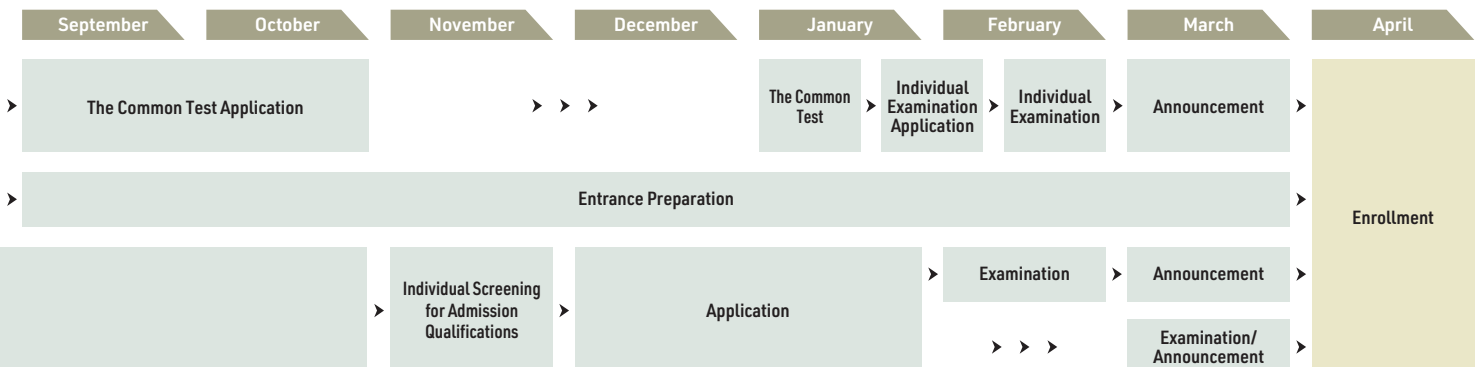 September
October
November
December
January
February
March
April
The Common Test Application
The Common
Test
Individual
Examination
Application
Individual
Examination
Announcement
Entrance Preparation
Enrollment
Individual Screening
for Admission
Qualifications
Application
Examination
Announcement
Examination/
Announcement